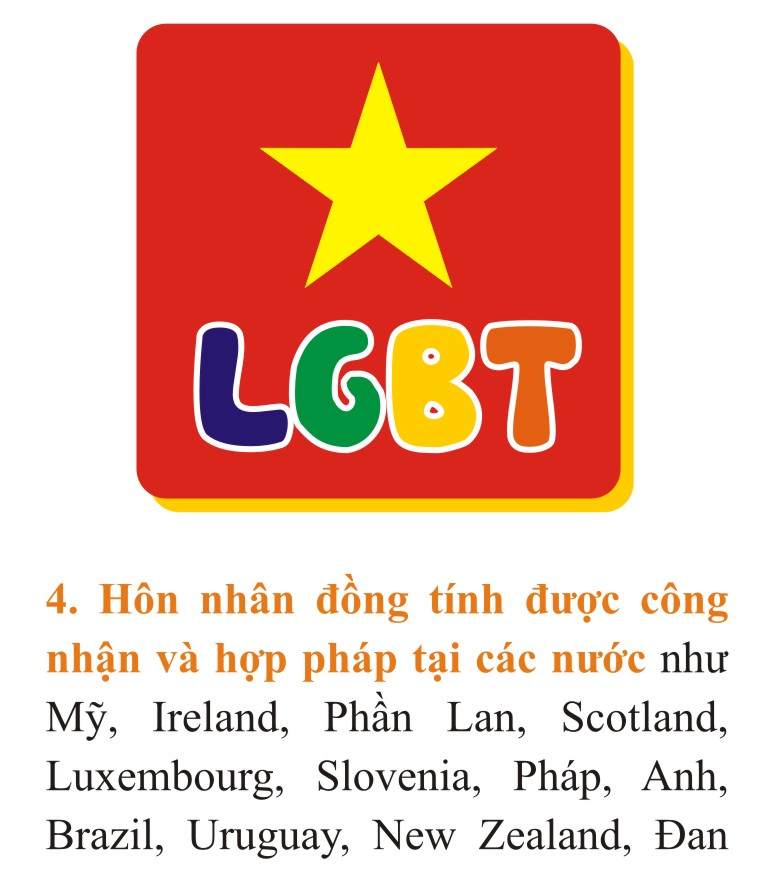 LGBT
4. Hôn nhân đồng tính được công
nhận và hợp pháp tại các nước như
Mỹ, Ireland, Phần Lan, Scotland,
Luxembourg, Slovenia, Pháp, Anh,
Brazil, Uruguay, New Zealand, Đan